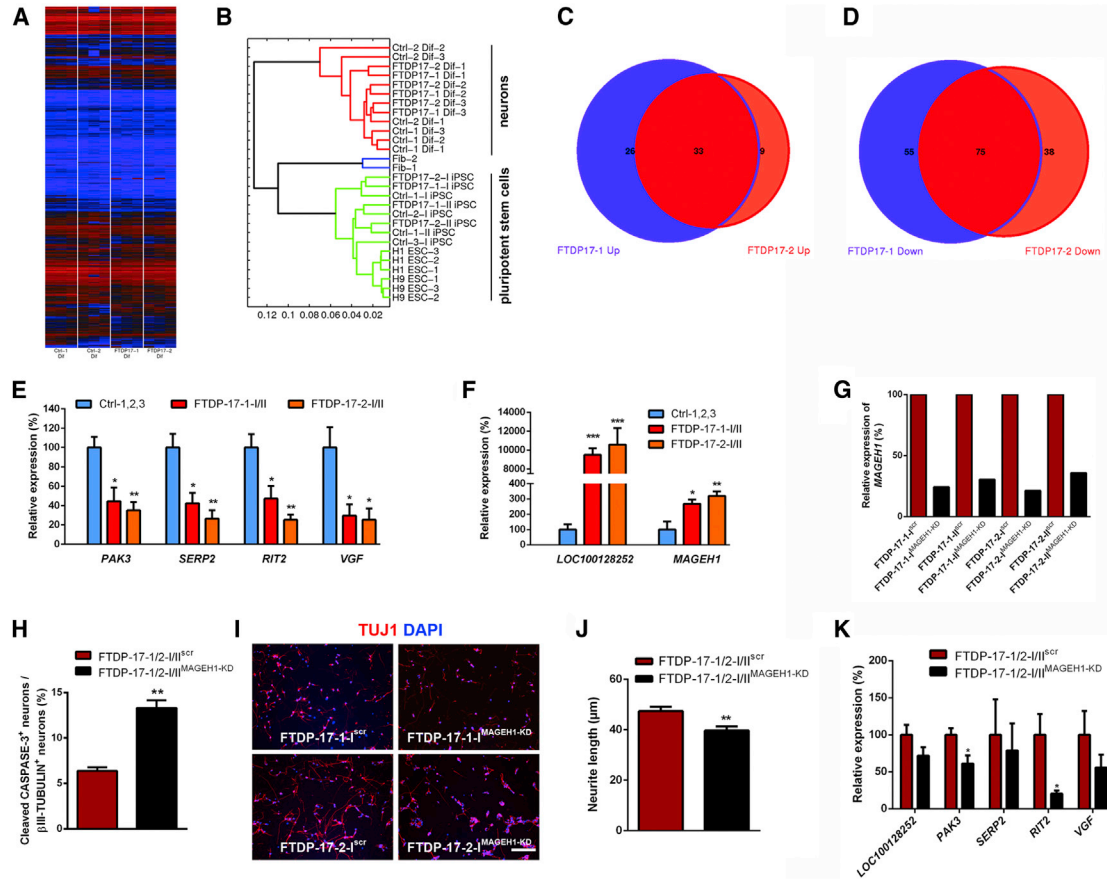 A
Ctrl-1 Dif
Ctrl-2 Dif
FTDP17-1 Dif
FTDP17-2 Dif
B
Ctrl-2 Dif-2
Ctrl-2 Dif-3
FTDP17-2 Dif-1
FTDP17-1 Dif-1
FTDP17-2 Dif-2
FTDP17-1 Dif-2
FTDP17-2 Dif-3
FTDP17-1 Dif-3
Ctrl-2 Dif-1
Ctrl-1 Dif-3
Ctrl-1 Dif-2
Ctrl-1 Dif-1
Fib-2
Fib-1
FTDP17-2-I iPSC
FTDP17-1-I iPSC
Ctrl-1-I iPSC
FTDP17-1-II iPSC
Ctrl-2-I iPSC
FTDP17-2-II iPSC
Ctrl-1-II iPSC
Ctrl-3-I iPSC
H1 ESC-3
H1 ESC-2
H1 ESC-1
H9 ESC-1
H9 ESC-3
H9 ESC-2
neurons
pluripotent stem cells
0.12 0.1 0.08 0.06 0.04 0.02
C
26 33 9
FTDP17-1 Up
FTDP17-2 Up
D
55 75 38
FTDP17-1 Down
FTDP17-2 Down
E
Ctrl-1,2,3
FTDP-17-1-I/II
FTDP-17-2-I/II
Relative expression (%)
140
120
100
80
60
40
20
0
* ** * ** * ** * *
PAK3 SERP2 RIT2 VGF
F
Ctrl-1,2,3
FTDP-17-1-I/II
FTDP-17-2-I/II
Relative expression (%)
14000
12000
10000
8000
400
300
200
100
0
*** *** * **
LOC100128252 MAGEH1
G
Relative expression of MAGEH1 (%)
100
50
0
FTDP-17-1-Iscr
FTDP-17-1-IMAGEH1-KD
FTDP-17-1-IIscr
FTDP-17-1-IIMAGEH1-KD
FTDP-17-2-Iscr
FTDP-17-2-IMAGEH1-KD
FTDP-17-2-IIscr
FTDP-17-2-IIMAGEH1-KD
H
FTDP-17-1/2-I/IIscr
FTDP-17-1/2-I/IIMAGEH1-KD
Cleaved CASPASE-3+ neurons / βIII-TUBULIN+ neurons (%)
15
10
5
0
**
I
TUJ1 DAPI
FTDP-17-1-Iscr
FTDP-17-1-IMAGEH1-KD
FTDP-17-2-Iscr
FTDP-17-2-IMAGEH1-KD
J
FTDP-17-1/2-I/IIscr
FTDP-17-1/2-I/IIMAGEH1-KD
Neurite length (µm)
60
40
20
0
**
K
FTDP-17-1/2-I/IIscr
FTDP-17-1/2-I/IIMAGEH1-KD
Relative expression (%)
200
150
100
50
0
* *
LOC100128252 PAK3 SERP2 RIT2 VGF